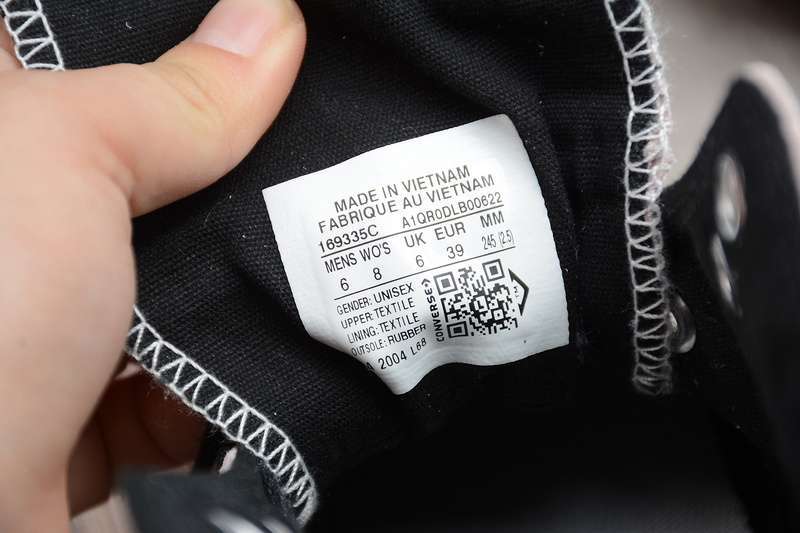 MADE IN VIETNAM
FABRIQUE AU VIETNAM
169335C A1QR0DLB00622
MENS WO'S UK EUR MM
6 8 6 39 245 (2.5)
GENDER: UNISEX
UPPER: TEXTILE
LINING: TEXTILE
OUTSOLE: RUBBER
A 2004 L68
CONVERSE